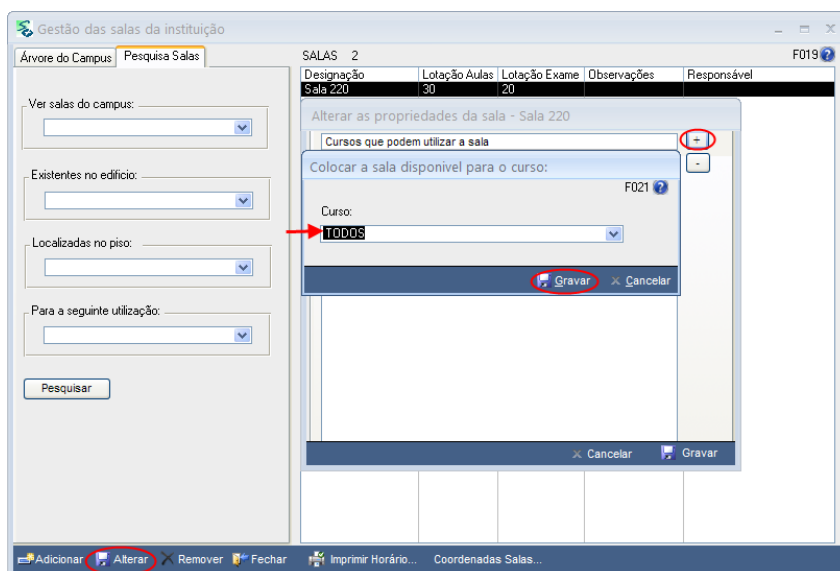 Gestão das salas da instituição
Árvore do Campus Pesquisa Salas
Ver salas do campus:
Existentes no edifício:
Localizadas no piso:
Para a seguinte utilização:
Pesquisar
SALAS 2 F019
Designação Lotação Aulas Lotação Exame Observações Responsável
Sala 220 30 20
Alterar as propriedades da sala - Sala 220
Cursos que podem utilizar a sala +
-
Colocar a sala disponivel para o curso:
F021
Curso:
TODOS
Gravar Cancelar
Cancelar Gravar
Adicionar Alterar Remover Fechar Imprimir Horário... Coordenadas Salas...